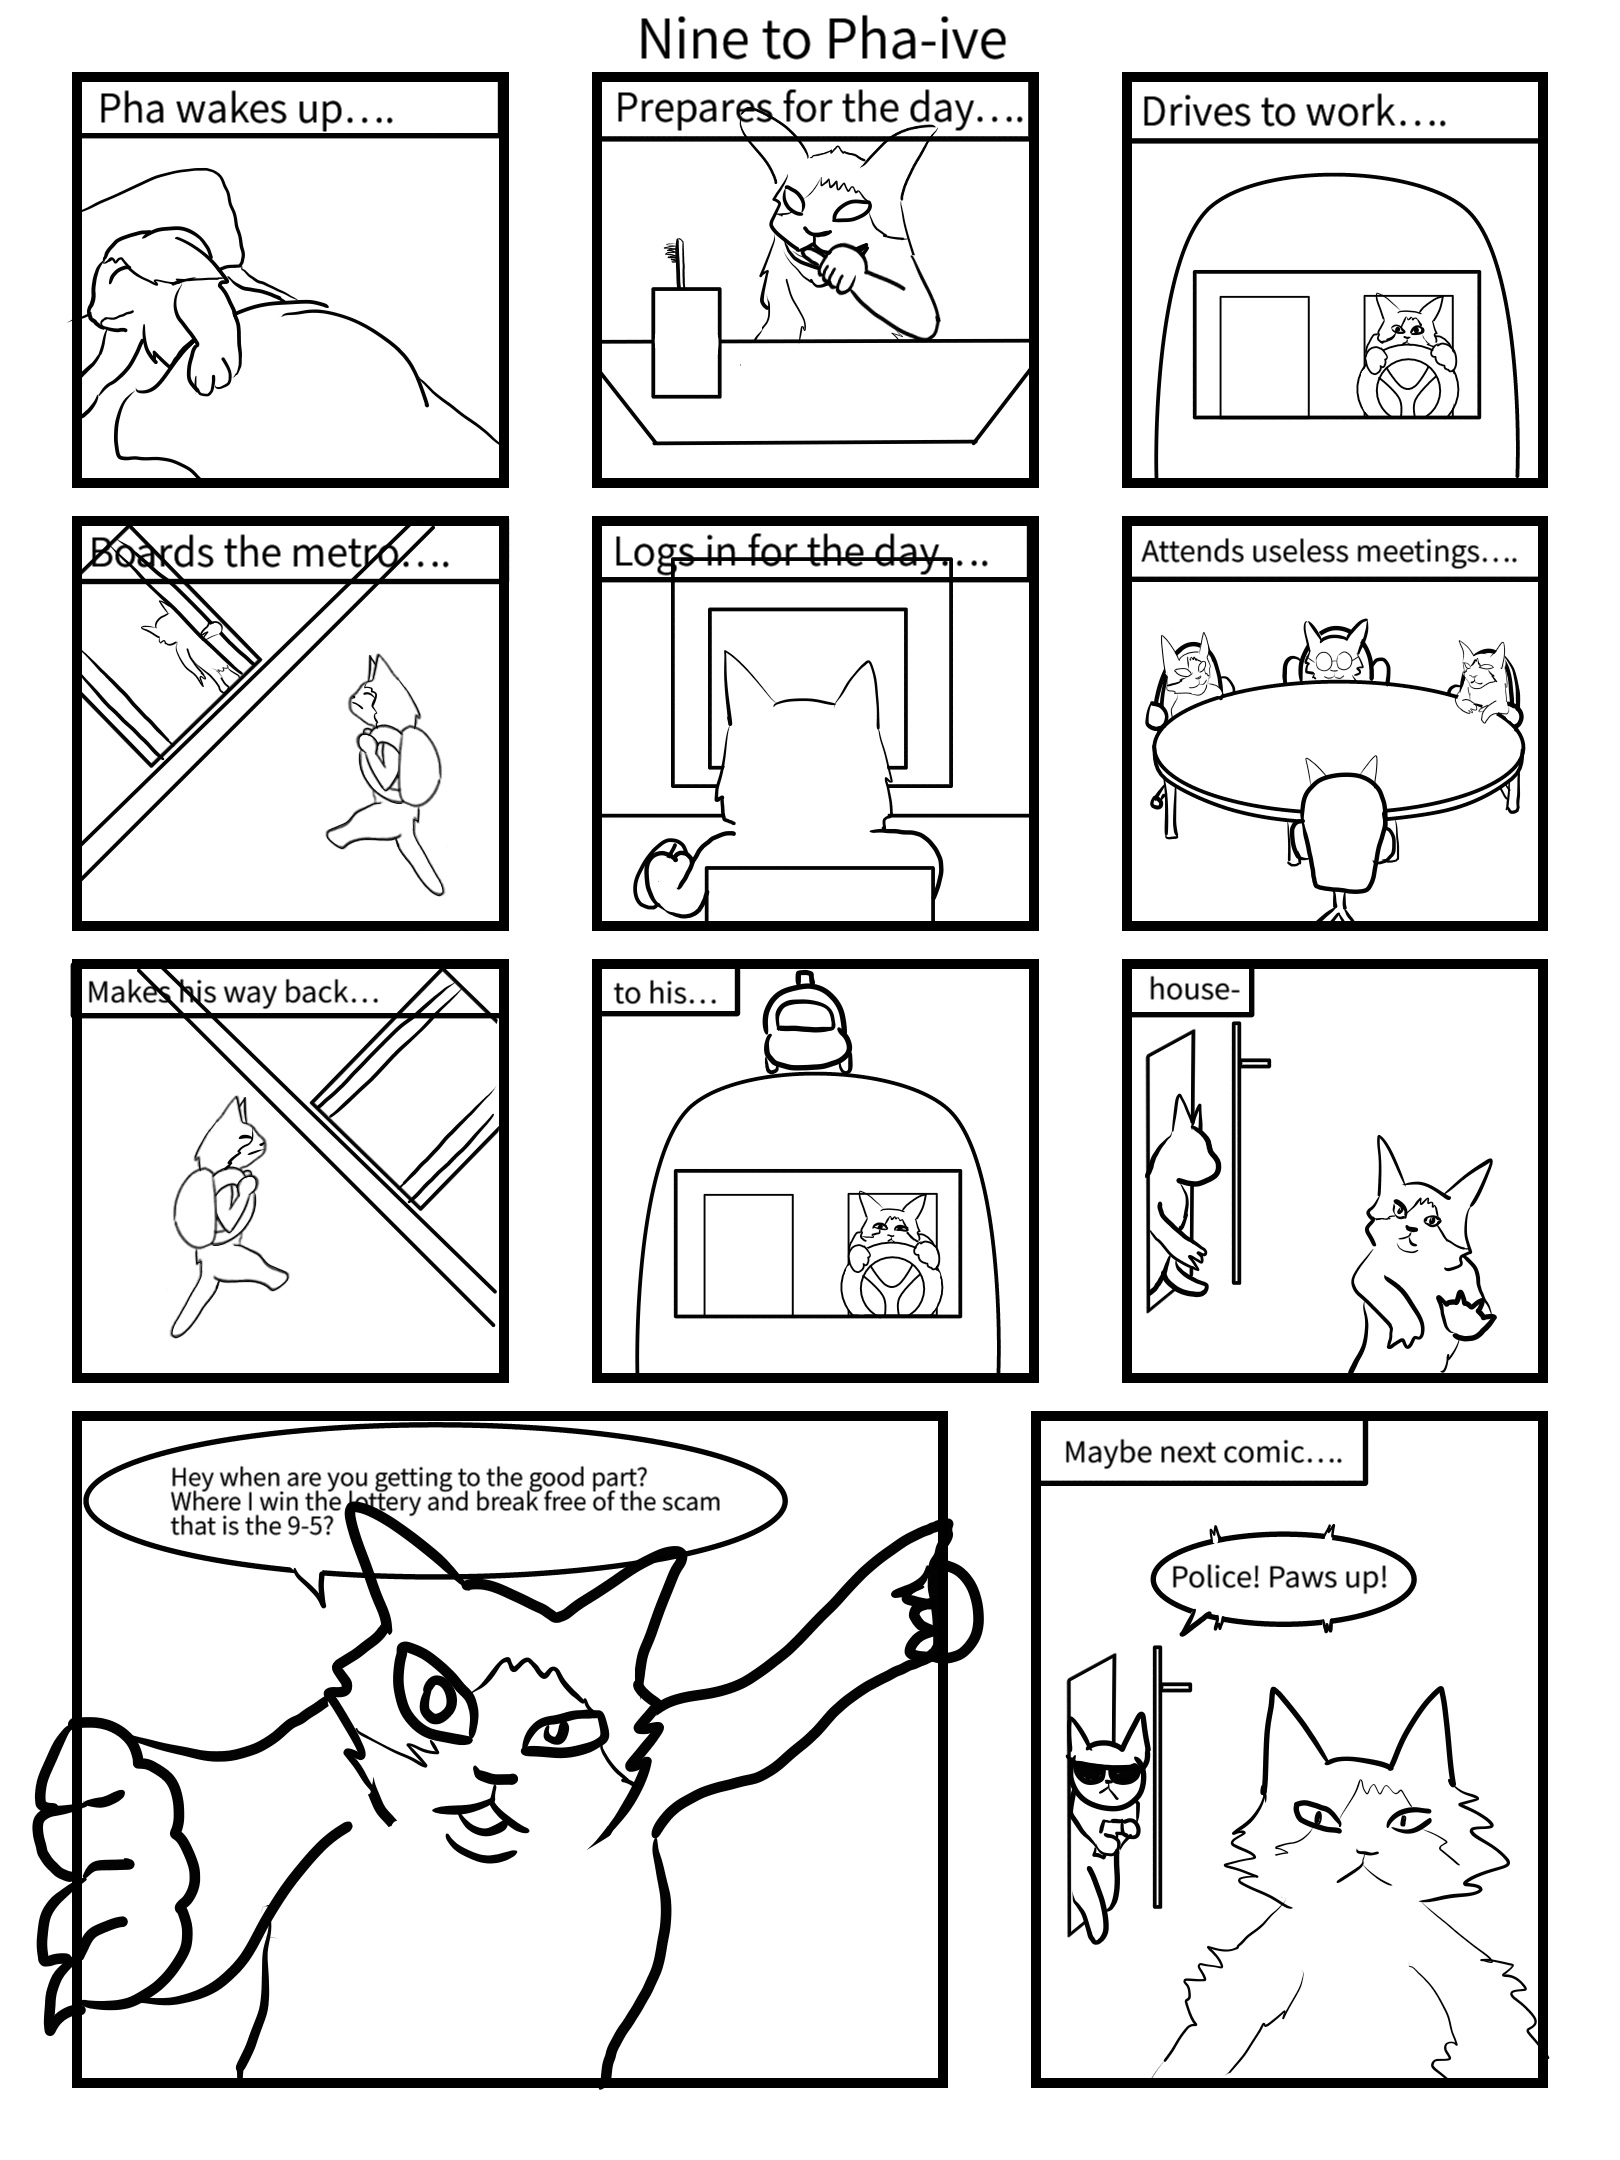 Nine to Pha-ive
Pha wakes up....
Prepares for the day....
Drives to work....
Boards the metro....
Logs in for the day....
Attends useless meetings....
Makes his way back...
to his...
house-
Hey when are you getting to the good part?
Where I win the lottery and break free of the scam
that is the 9-5?
Maybe next comic....
Police! Paws up!